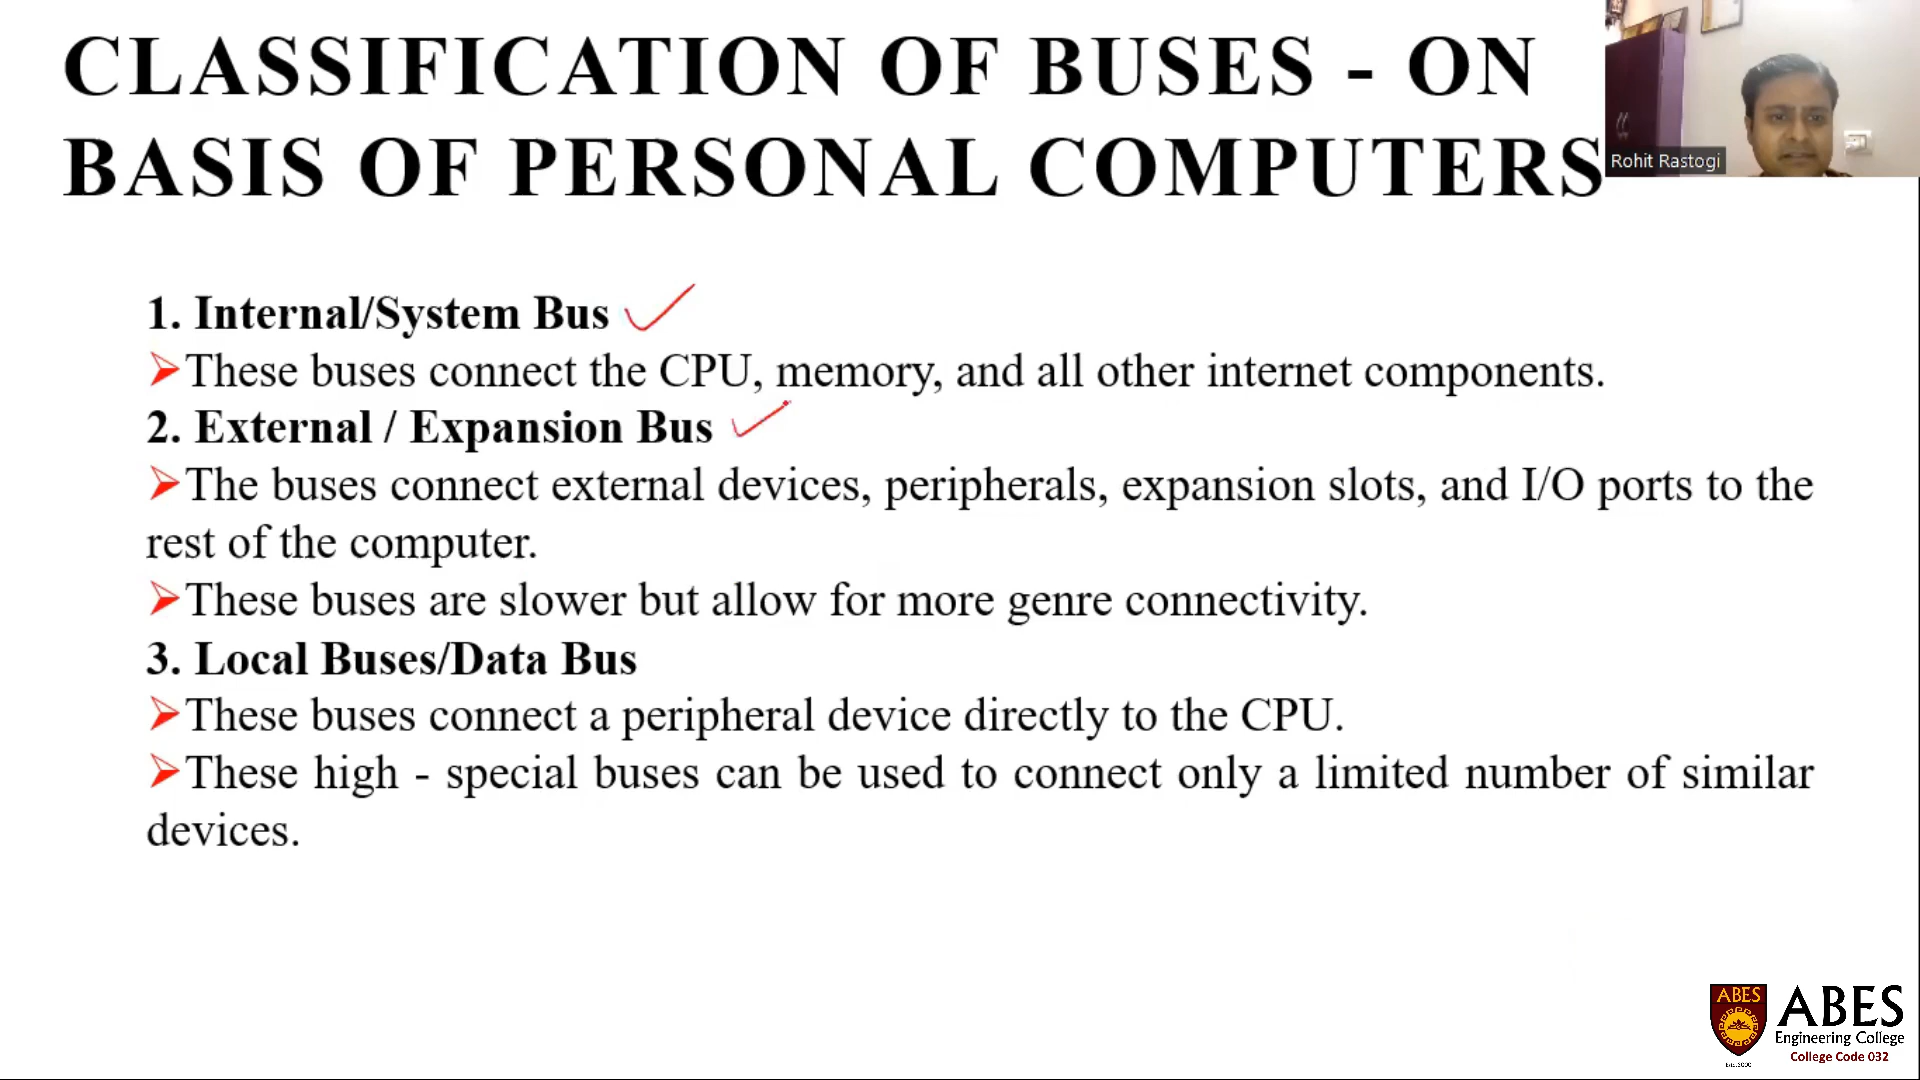 CLASSIFICATION OF BUSES - ON
BASIS OF PERSONAL COMPUTERS
Rohit Rastogi
1. Internal/System Bus
➢These buses connect the CPU, memory, and all other internet components.
2. External / Expansion Bus
➢The buses connect external devices, peripherals, expansion slots, and I/O ports to the
rest of the computer.
➢These buses are slower but allow for more genre connectivity.
3. Local Buses/Data Bus
➢These buses connect a peripheral device directly to the CPU.
➢These high - special buses can be used to connect only a limited number of similar
devices.
ABES
ABES
Engineering College
College Code 032